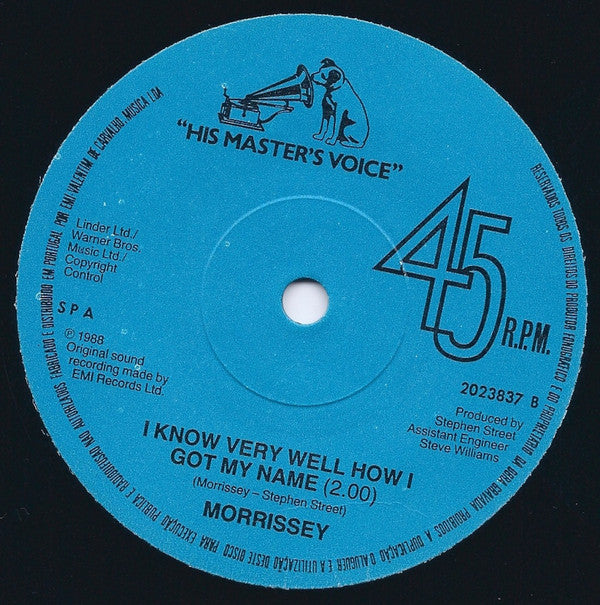 "HIS MASTER'S VOICE"
Linder Ltd./
Warner Bros.
Music Ltd./
Copyright
Control
SPA
℗ 1988
Original sound
recording made by
EMI Records Ltd.
45 R.P.M.
2023837 B
Produced by
Stephen Street
Assistant Engineer
Steve Williams
I KNOW VERY WELL HOW I
GOT MY NAME (2.00)
(Morrissey – Stephen Street)
MORRISSEY
FABRICADO E DISTRIBUÍDO EM PORTUGAL POR EMI-VALENTIM DE CARVALHO, MÚSICA LDA
RESERVADOS TODOS OS DIREITOS DO PRODUTOR FONOGRÁFICO E DO PROPRIETÁRIO DA OBRA GRAVADA. PROIBIDOS A DUPLICAÇÃO O ALUGUER E A UTILIZAÇÃO DESTE DISCO PARA EXECUÇÃO PÚBLICA E RADIODIFUSÃO NÃO AUTORIZADOS